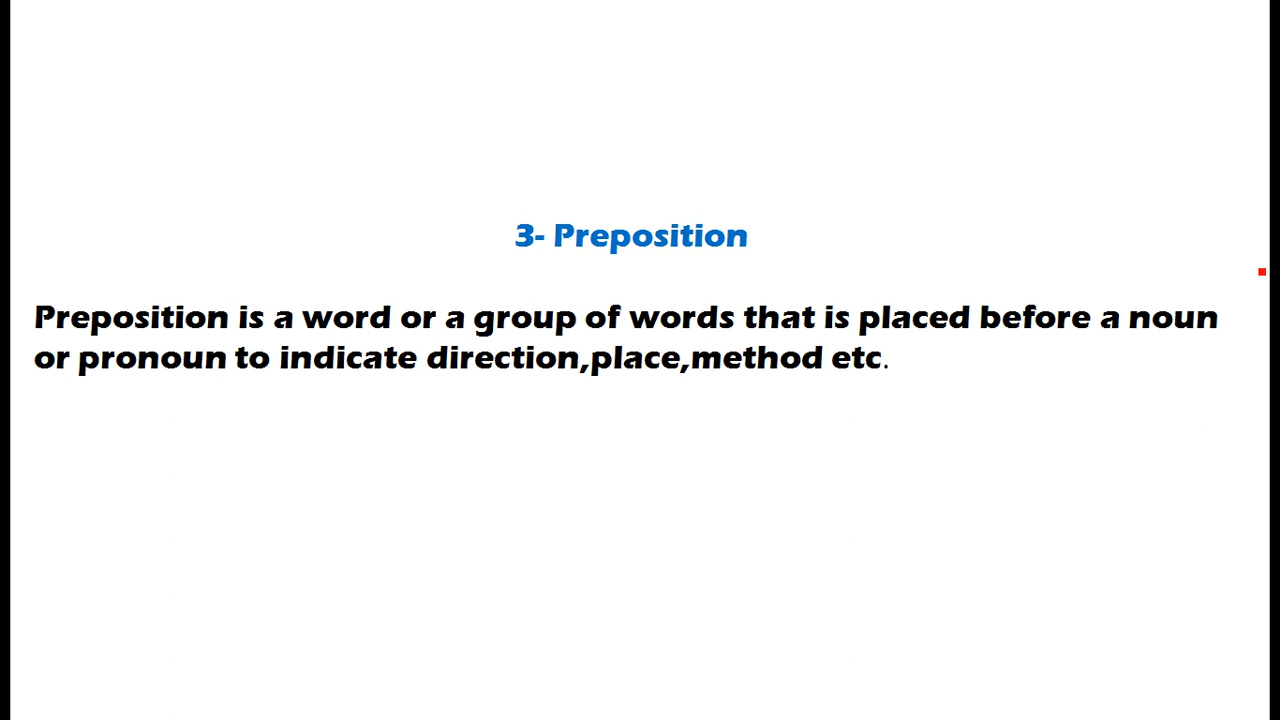 3- Preposition
Preposition is a word or a group of words that is placed before a noun
or pronoun to indicate direction,place,method etc.